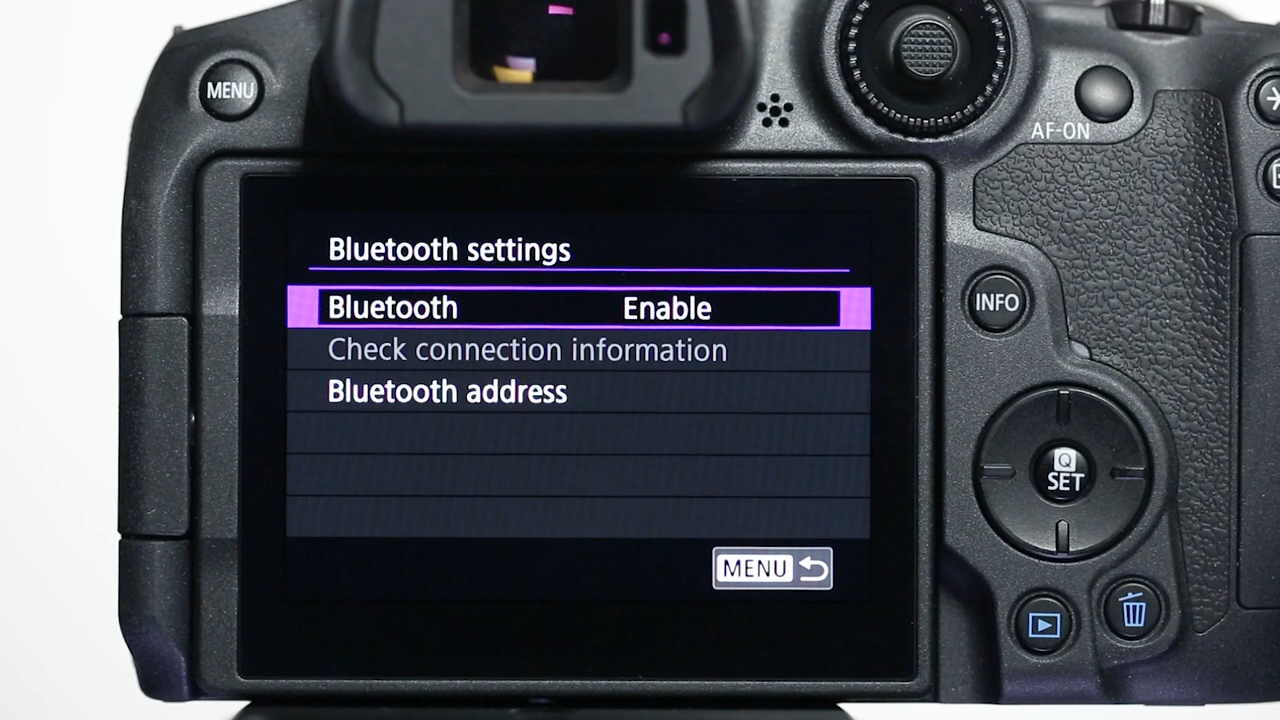 MENU
AF-ON
Bluetooth settings
Bluetooth Enable
INFO
Check connection information
Bluetooth address
Q
SET
MENU